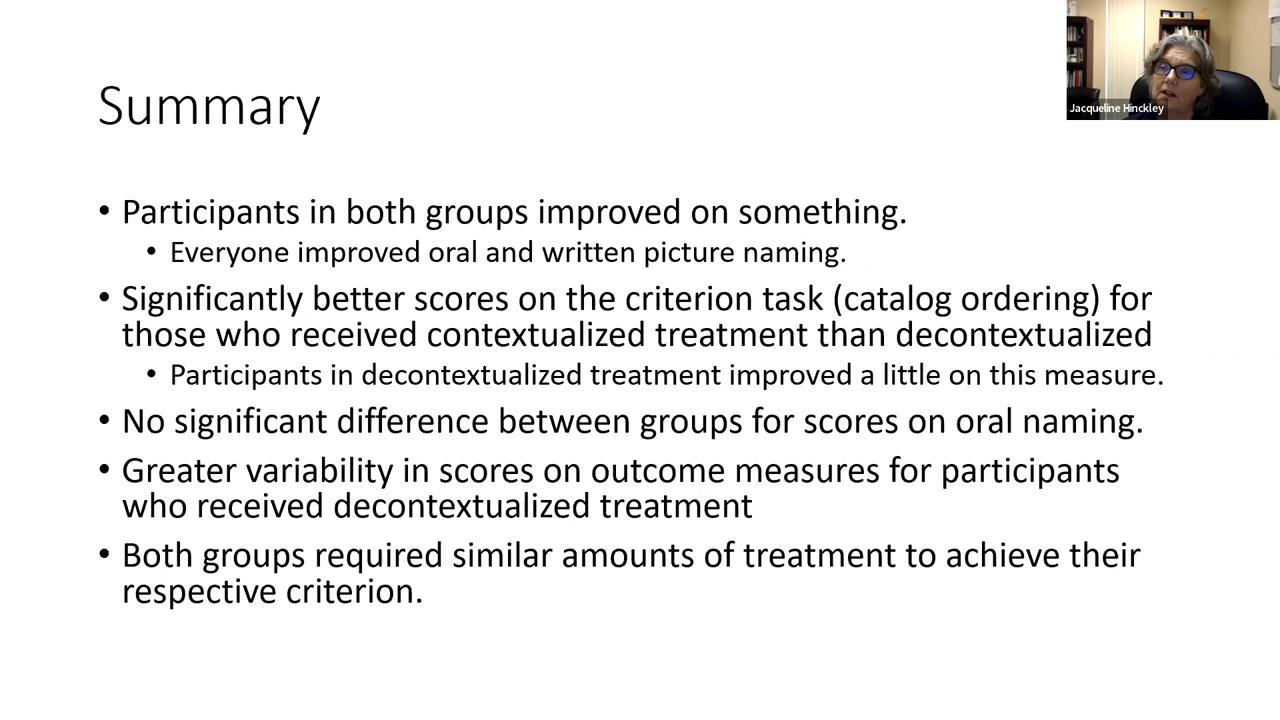 Summary
Jacqueline Hinckley
• Participants in both groups improved on something.
• Everyone improved oral and written picture naming.
• Significantly better scores on the criterion task (catalog ordering) for
those who received contextualized treatment than decontextualized
• Participants in decontextualized treatment improved a little on this measure.
• No significant difference between groups for scores on oral naming.
• Greater variability in scores on outcome measures for participants
who received decontextualized treatment
• Both groups required similar amounts of treatment to achieve their
respective criterion.